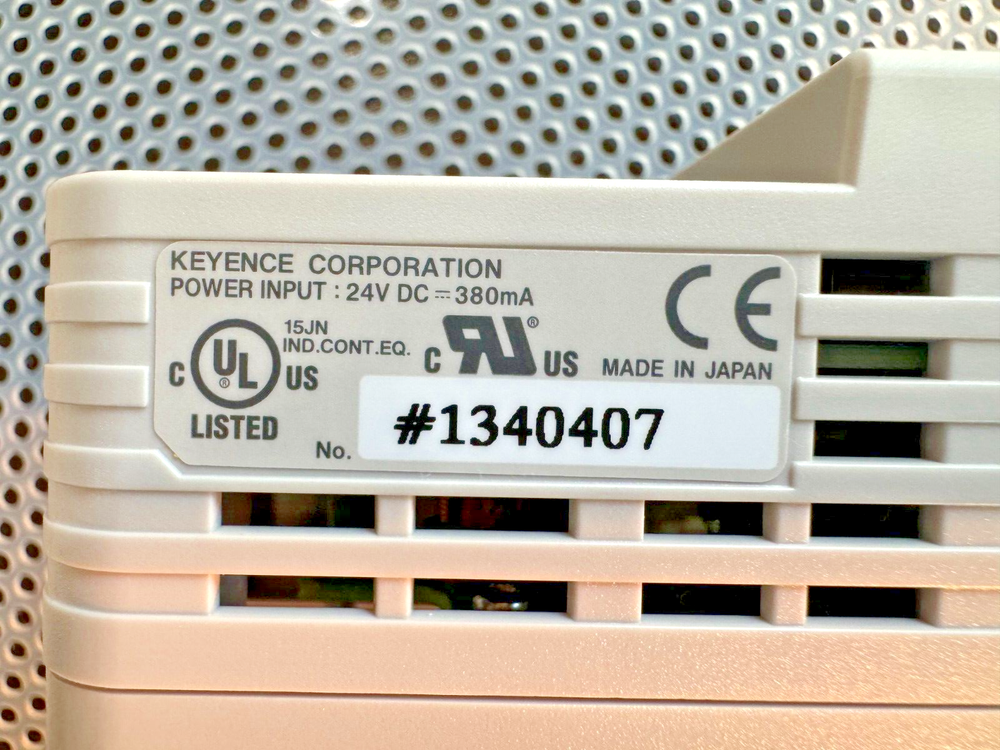 KEYENCE CORPORATION
POWER INPUT : 24V DC ⎓ 380mA
CE
C UL ® US
15JN
IND.CONT.EQ.
LISTED
C RU ® US
MADE IN JAPAN
No. #1340407